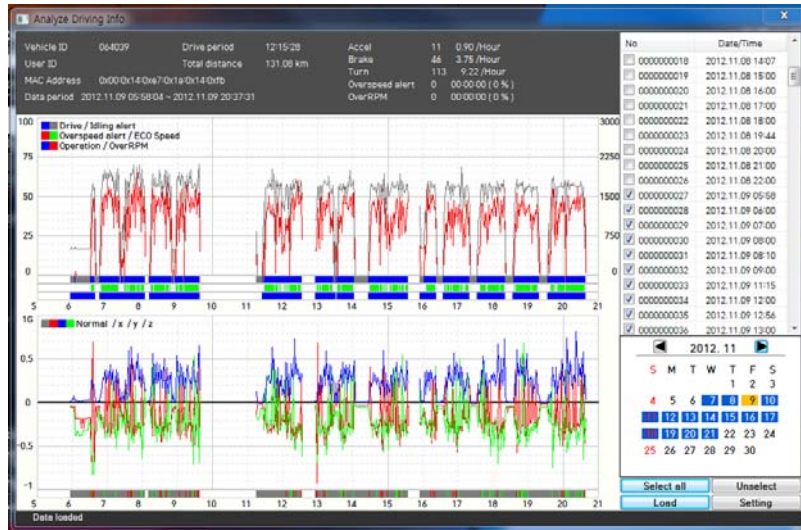 Analyze Driving Info
Vehicle ID 064039 Drive period 12:15:28 Accel 11 0.90 /Hour
User ID Total distance 131.08 km Brake 46 3.75 /Hour
MAC Address 0x00:0x14:0xe7:0x1a:0x14:0xfb Turn 113 9.22 /Hour
Overspeed alert 0 00:00:00 ( 0 % )
Data period 2012.11.09 05:58:04 ~ 2012.11.09 20:37:31 OverRPM 0 00:00:00 ( 0 % )
100 Drive / Idling alert 3000
Overspeed alert / ECO Speed
Operation / OverRPM
75 2250
50 1500
25 750
0 0
5 6 7 8 9 10 11 12 13 14 15 16 17 18 19 20 21
1G Normal / x / y / z
0.5
0
-0.5
-1
5 6 7 8 9 10 11 12 13 14 15 16 17 18 19 20 21
Data loaded
No Date/Time
0000000018 2012.11.08 14:07
0000000019 2012.11.08 15:00
0000000020 2012.11.08 16:00
0000000021 2012.11.08 17:00
0000000022 2012.11.08 18:00
0000000023 2012.11.08 19:44
0000000024 2012.11.08 20:00
0000000025 2012.11.08 21:00
0000000026 2012.11.08 22:00
0000000027 2012.11.09 05:58
0000000028 2012.11.09 06:00
0000000029 2012.11.09 07:00
0000000030 2012.11.09 08:00
0000000031 2012.11.09 08:10
0000000032 2012.11.09 09:00
0000000033 2012.11.09 11:15
0000000034 2012.11.09 12:00
0000000035 2012.11.09 12:56
0000000036 2012.11.09 13:00
2012. 11
S M T W T F S
1 2 3
4 5 6 7 8 9 10
11 12 13 14 15 16 17
18 19 20 21 22 23 24
25 26 27 28 29 30
Select all Unselect
Load Setting